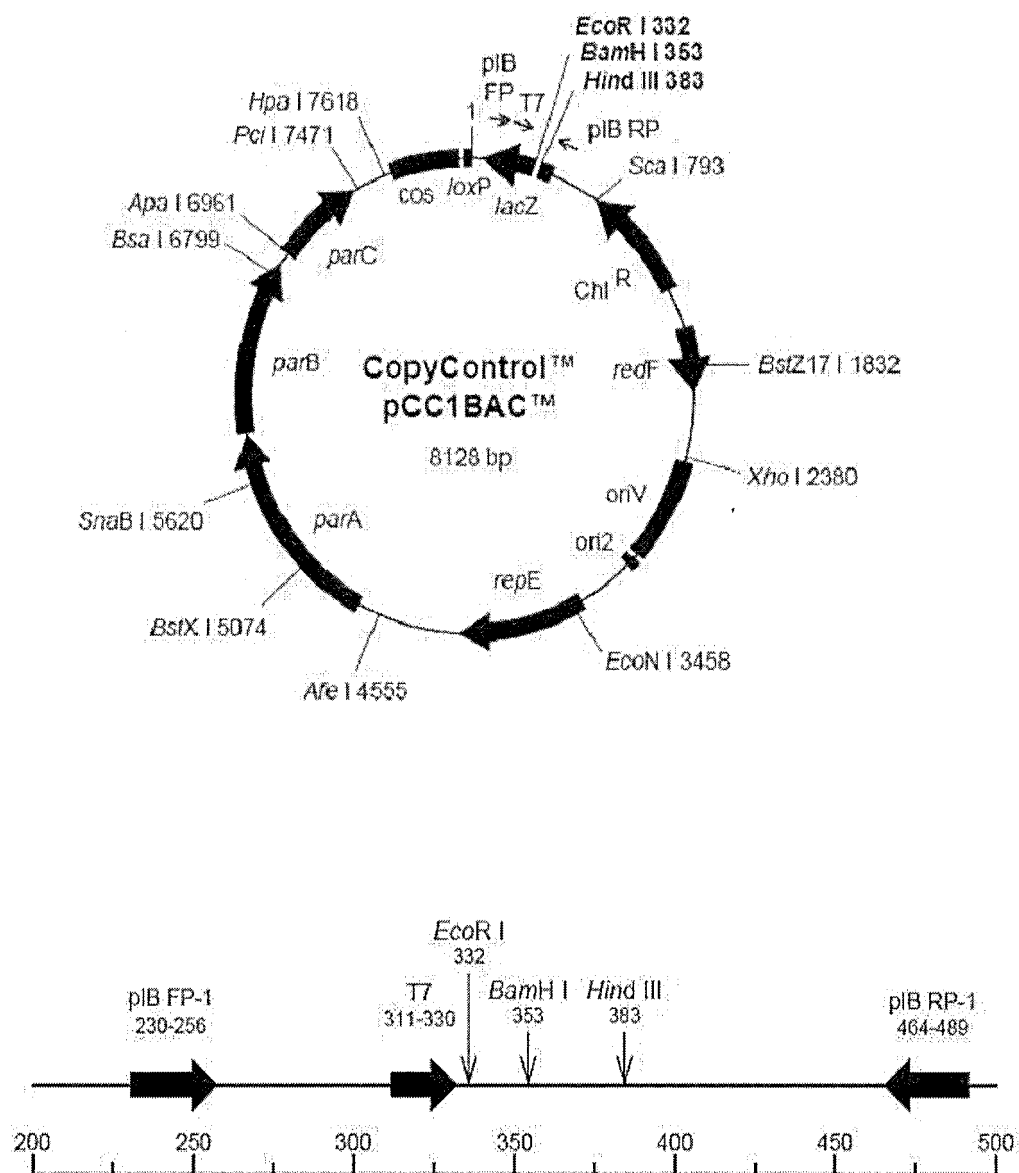 EcoR I 332
BamH I 353
Hind III 383
pIB
FP
T7
1
pIB RP
Hpa I 7618
Pci I 7471
Sca I 793
cos
loxP
lacZ
Apa I 6961
Bsa I 6799
parC
Chl R
parB
CopyControl™
pCC1BAC™
8128 bp
redF
BstZ17 I 1832
Xho I 2380
oriV
SnaB I 5620
parA
ori2
repE
BstX I 5074
EcoN I 3458
Afe I 4555
EcoR I
332
pIB FP-1
230-256
T7
311-330
BamH I
353
Hind III
383
pIB RP-1
464-489
200 250 300 350 400 450 500